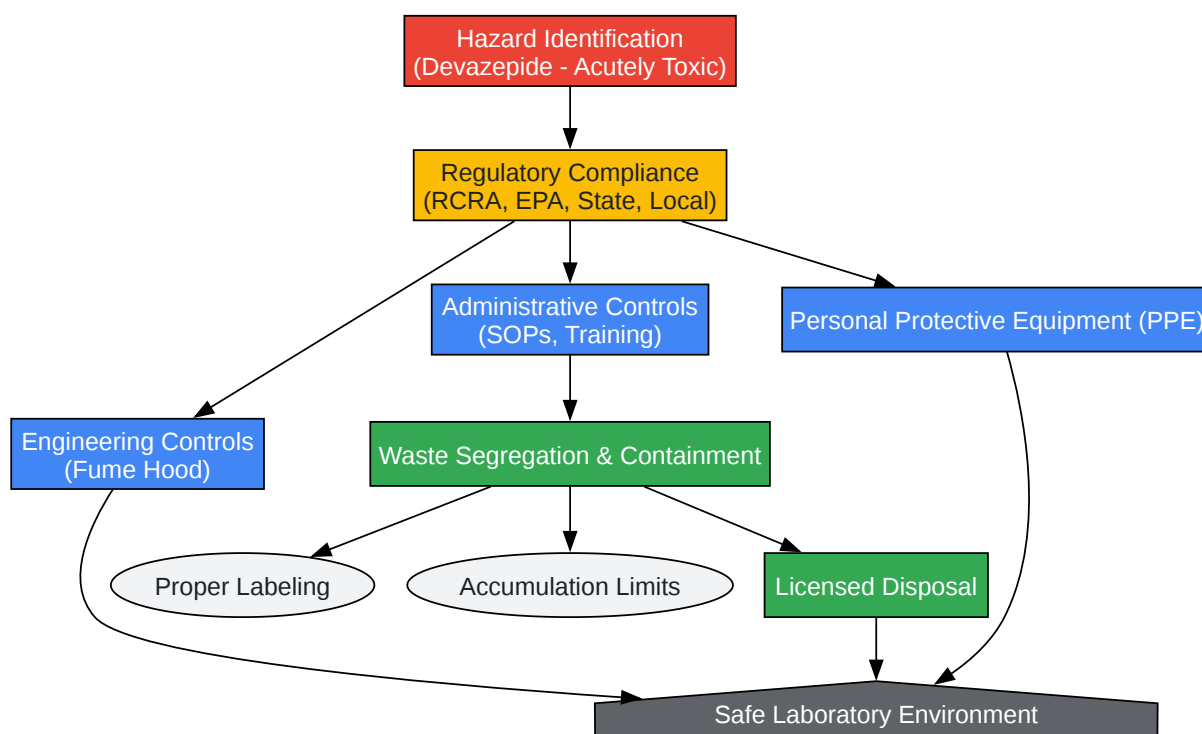 Hazard Identification
(Devazepide - Acutely Toxic)
Regulatory Compliance
(RCRA, EPA, State, Local)
Administrative Controls
(SOPs, Training)
Personal Protective Equipment (PPE)
Engineering Controls
(Fume Hood)
Waste Segregation & Containment
Proper Labeling
Accumulation Limits
Licensed Disposal
Safe Laboratory Environment